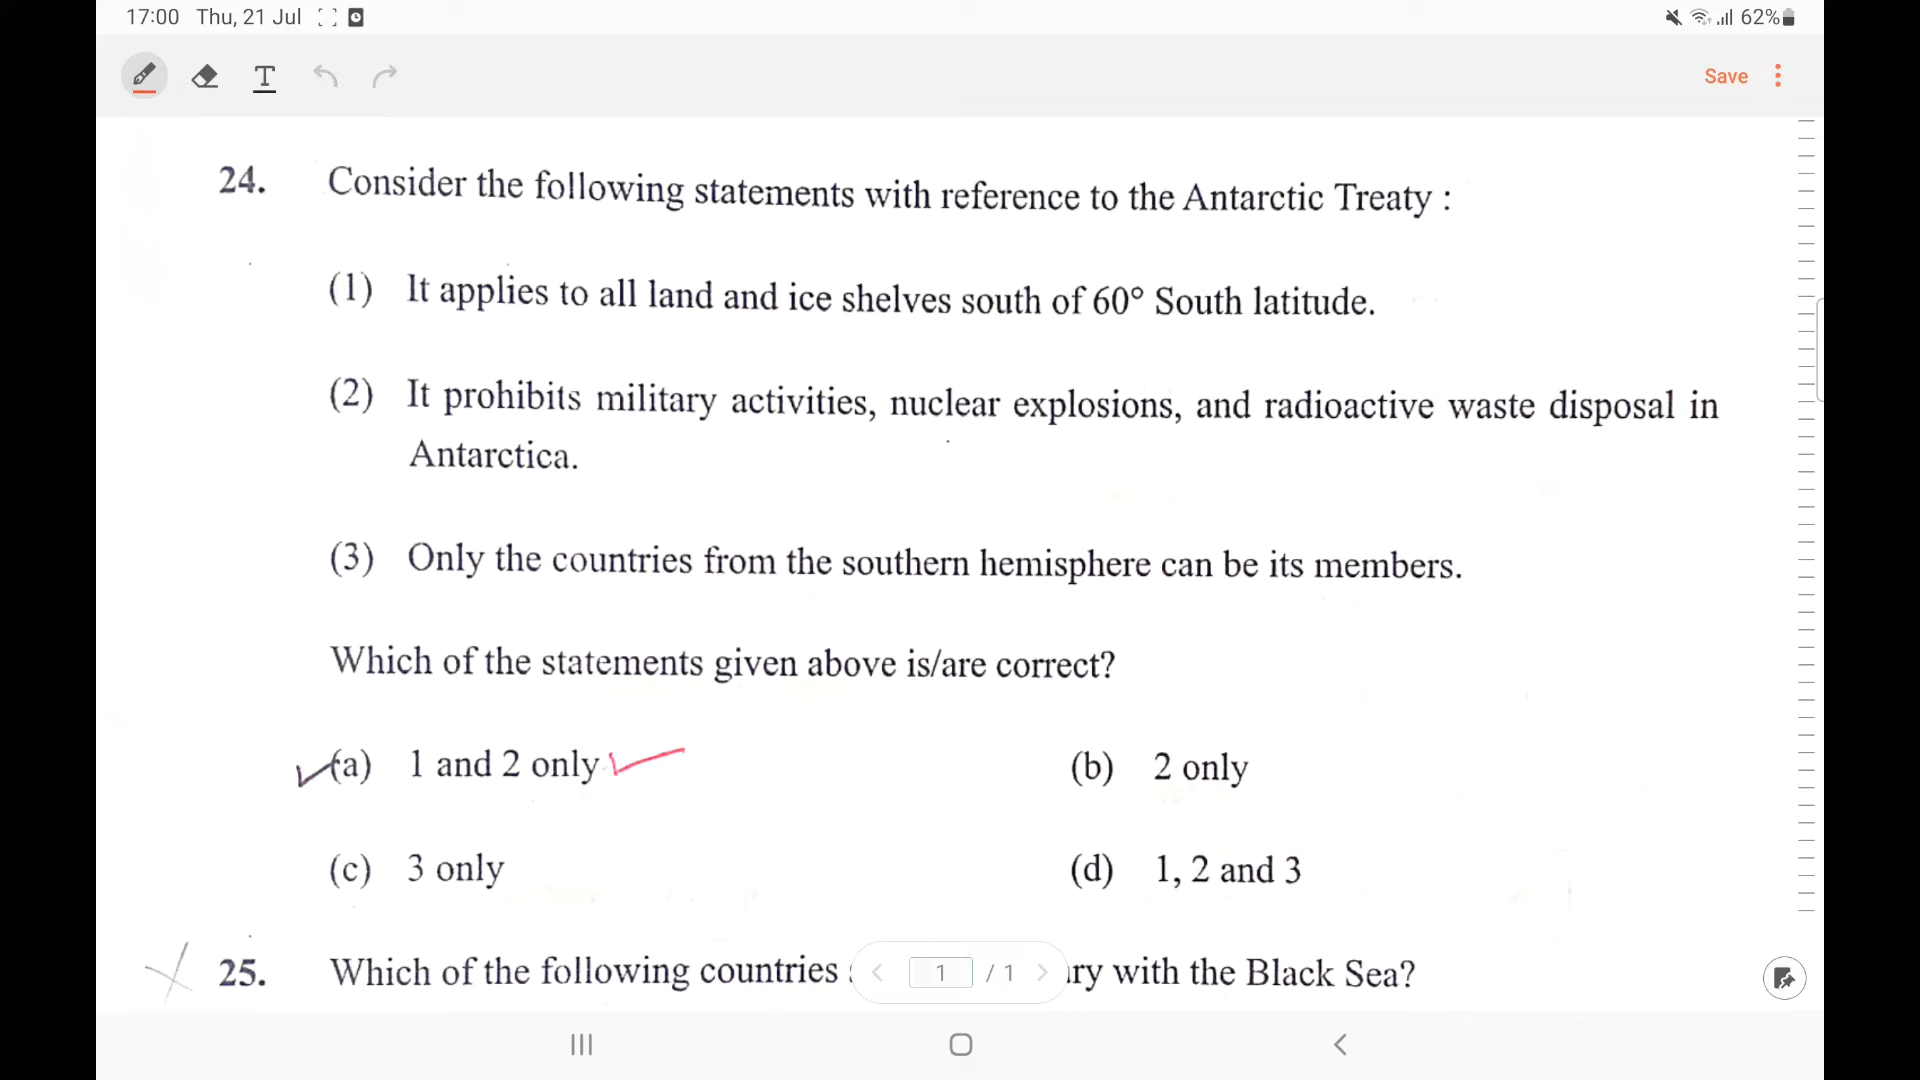 17:00 Thu, 21 Jul
62%
T
Save
24. Consider the following statements with reference to the Antarctic Treaty :
(1) It applies to all land and ice shelves south of 60° South latitude.
(2) It prohibits military activities, nuclear explosions, and radioactive waste disposal in
Antarctica.
(3) Only the countries from the southern hemisphere can be its members.
Which of the statements given above is/are correct?
(a) 1 and 2 only
(b) 2 only
(c) 3 only
(d) 1, 2 and 3
25. Which of the following countries
with the Black Sea?
1 / 1